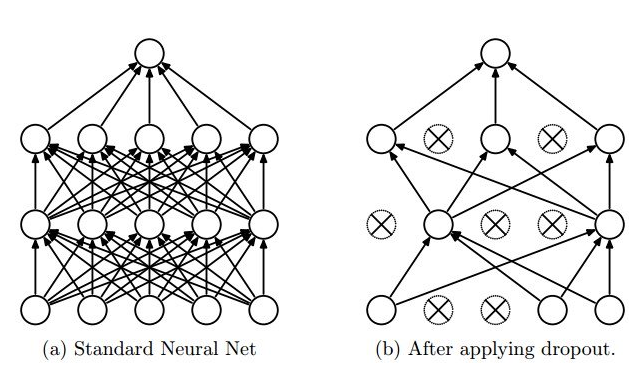 (a) Standard Neural Net
(b) After applying dropout.